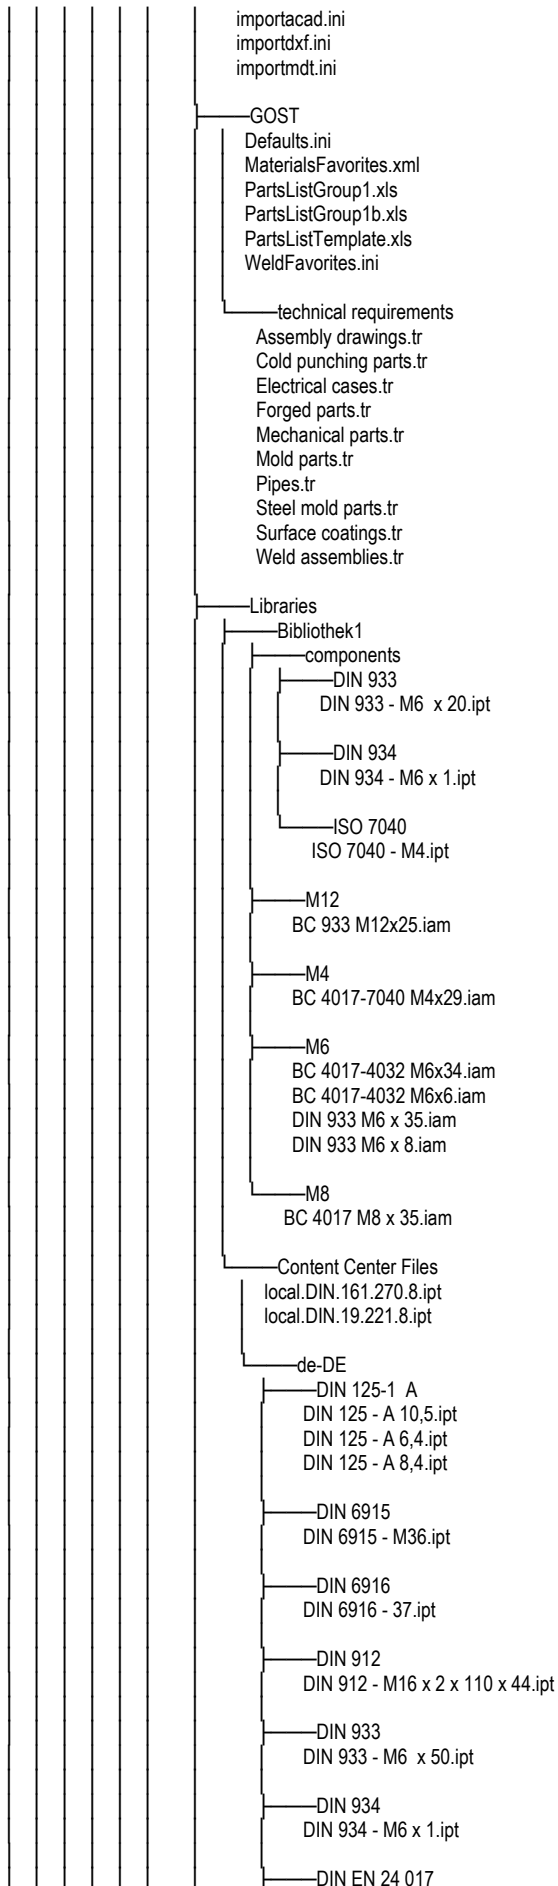 importacad.ini
importdxf.ini
importmdt.ini
GOST
Defaults.ini
MaterialsFavorites.xml
PartsListGroup1.xls
PartsListGroup1b.xls
PartsListTemplate.xls
WeldFavorites.ini
technical requirements
Assembly drawings.tr
Cold punching parts.tr
Electrical cases.tr
Forged parts.tr
Mechanical parts.tr
Mold parts.tr
Pipes.tr
Steel mold parts.tr
Surface coatings.tr
Weld assemblies.tr
Libraries
Bibliothek1
components
DIN 933
DIN 933 - M6  x 20.ipt
DIN 934
DIN 934 - M6 x 1.ipt
ISO 7040
ISO 7040 - M4.ipt
M12
BC 933 M12x25.iam
M4
BC 4017-7040 M4x29.iam
M6
BC 4017-4032 M6x34.iam
BC 4017-4032 M6x6.iam
DIN 933 M6 x 35.iam
DIN 933 M6 x 8.iam
M8
BC 4017 M8 x 35.iam
Content Center Files
local.DIN.161.270.8.ipt
local.DIN.19.221.8.ipt
de-DE
DIN 125-1  A
DIN 125 - A 10,5.ipt
DIN 125 - A 6,4.ipt
DIN 125 - A 8,4.ipt
DIN 6915
DIN 6915 - M36.ipt
DIN 6916
DIN 6916 - 37.ipt
DIN 912
DIN 912 - M16 x 2 x 110 x 44.ipt
DIN 933
DIN 933 - M6  x 50.ipt
DIN 934
DIN 934 - M6 x 1.ipt
DIN EN 24 017